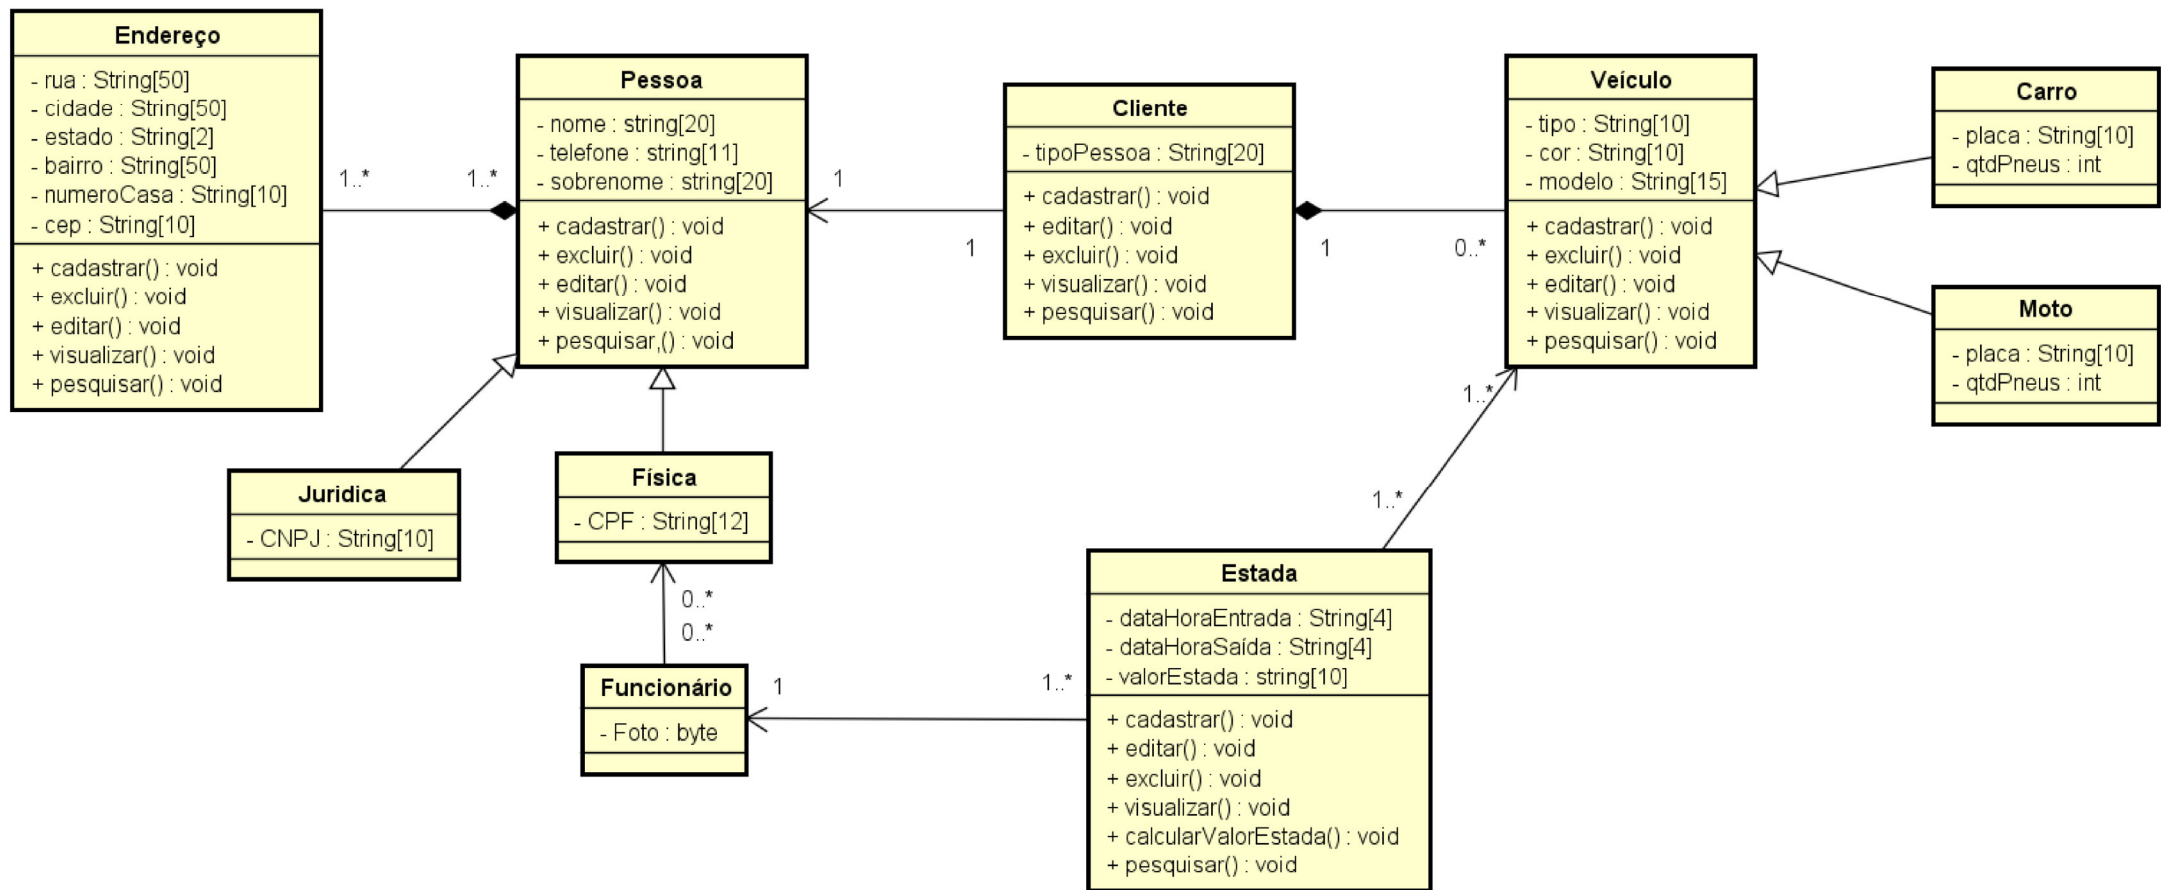 Endereço
- rua : String[50]
- cidade : String[50]
- estado : String[2]
- bairro : String[50]
- numeroCasa : String[10]
- cep : String[10]
+ cadastrar() : void
+ excluir() : void
+ editar() : void
+ visualizar() : void
+ pesquisar() : void
1..*
1..*
Pessoa
- nome : string[20]
- telefone : string[11]
- sobrenome : string[20]
+ cadastrar() : void
+ excluir() : void
+ editar() : void
+ visualizar() : void
+ pesquisar,() : void
1
1
Cliente
- tipoPessoa : String[20]
+ cadastrar() : void
+ editar() : void
+ excluir() : void
+ visualizar() : void
+ pesquisar() : void
1
0..*
Veículo
- tipo : String[10]
- cor : String[10]
- modelo : String[15]
+ cadastrar() : void
+ excluir() : void
+ editar() : void
+ visualizar() : void
+ pesquisar() : void
Carro
- placa : String[10]
- qtdPneus : int
Moto
- placa : String[10]
- qtdPneus : int
1..*
1..*
Juridica
- CNPJ : String[10]
Física
- CPF : String[12]
0..*
0..*
Funcionário
- Foto : byte
1
1..*
Estada
- dataHoraEntrada : String[4]
- dataHoraSaída : String[4]
- valorEstada : string[10]
+ cadastrar() : void
+ editar() : void
+ excluir() : void
+ visualizar() : void
+ calcularValorEstada() : void
+ pesquisar() : void